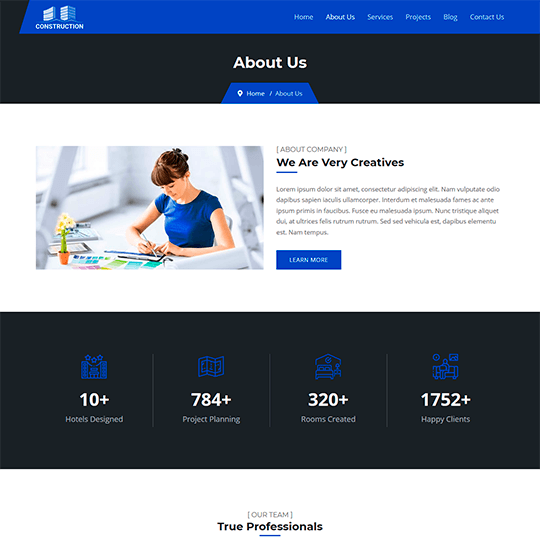 CONSTRUCTION
Home About Us Services Projects Blog Contact Us
About Us
Home / About Us
[ ABOUT COMPANY ]
We Are Very Creatives
Lorem ipsum dolor sit amet, consectetur adipiscing elit. Nam vulputate odio
dapibus sapien iaculis ullamcorper. Interdum et malesuada fames ac ante
ipsum primis in faucibus. Fusce eu malesuada ipsum. Nunc tristique aliquet
dui, at ultrices felis rutrum rutrum. Sed sed vehicula est, dapibus elementu
est. Nam tempus.
LEARN MORE
10+ 784+ 320+ 1752+
Hotels Designed Project Planning Rooms Created Happy Clients
[ OUR TEAM ]
True Professionals